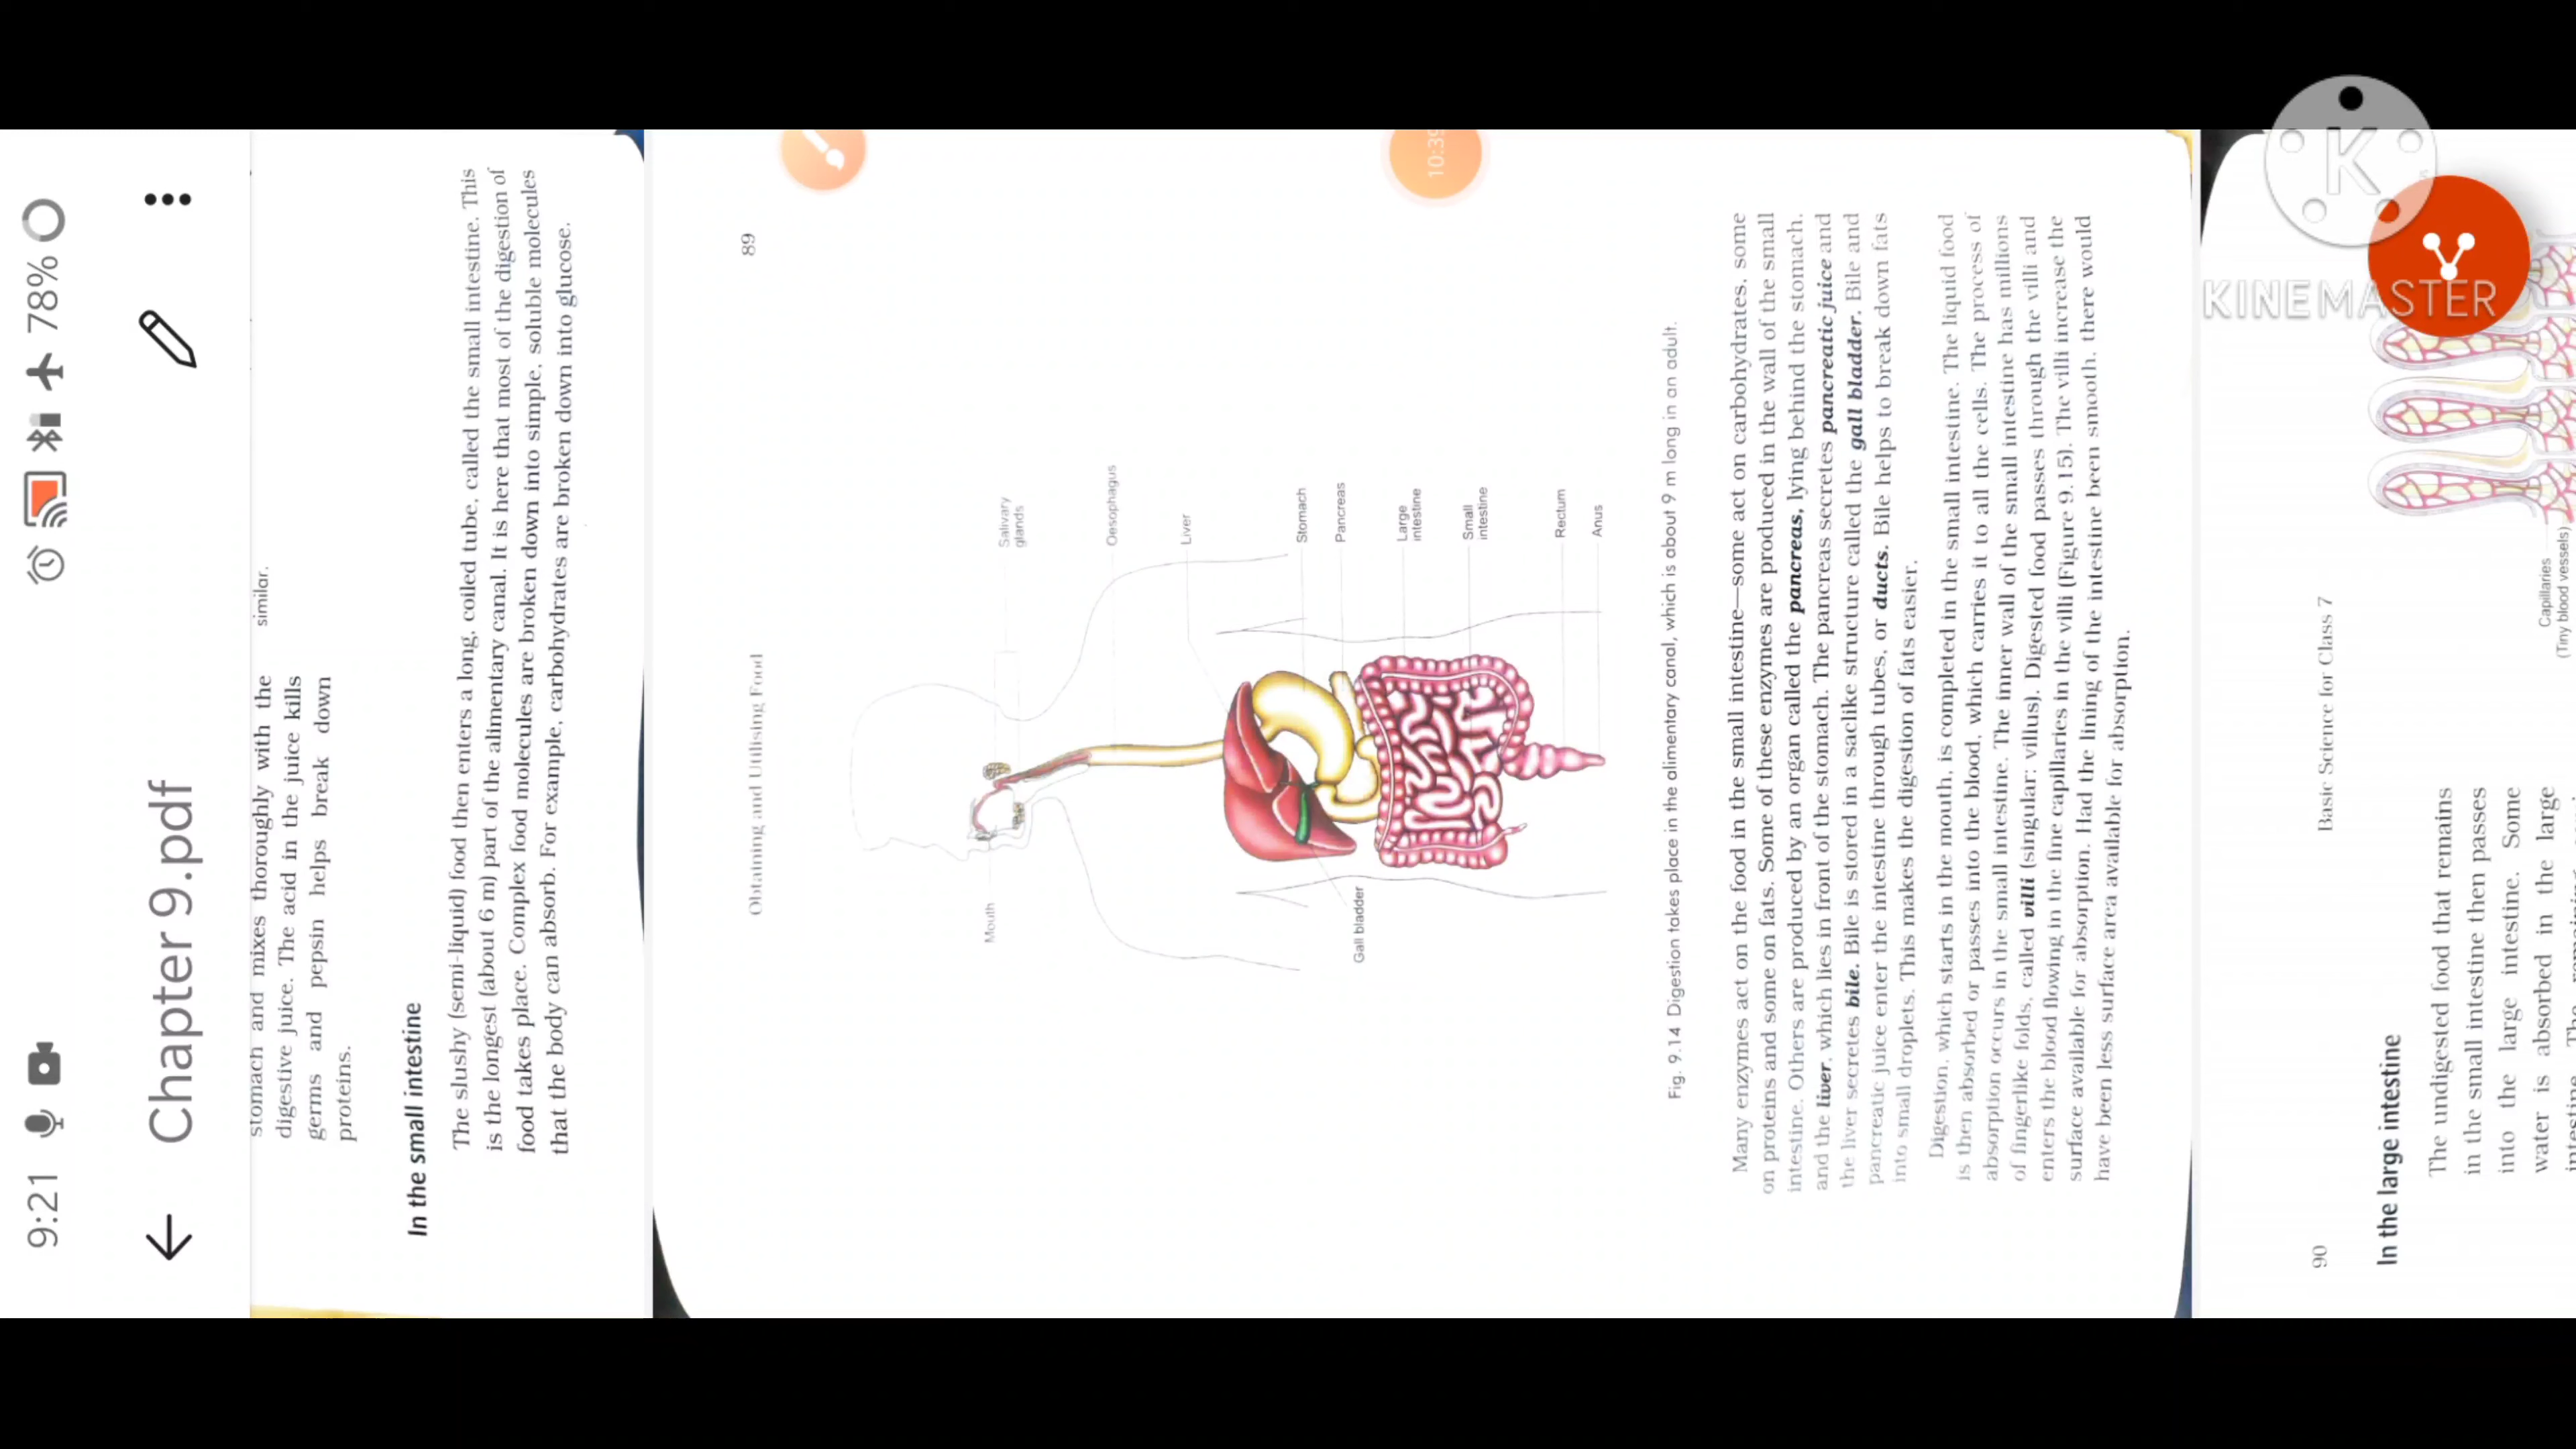 9:21
78%
Chapter 9.pdf
stomach and mixes thoroughly with the
digestive juice. The acid in the juice kills
germs and pepsin helps break down
proteins.
similar.
In the small intestine
The slushy (semi-liquid) food then enters a long, coiled tube, called the small intestine. This
is the longest (about 6 m) part of the alimentary canal. It is here that most of the digestion of
food takes place. Complex food molecules are broken down into simple, soluble molecules
that the body can absorb. For example, carbohydrates are broken down into glucose.
Obtaining and Utilising Food
89
Mouth
Salivary
glands
Oesophagus
Liver
Stomach
Gall bladder
Pancreas
Large
intestine
Small
intestine
Rectum
Anus
Fig. 9.14 Digestion takes place in the alimentary canal, which is about 9 m long in an adult.
Many enzymes act on the food in the small intestine—some act on carbohydrates, some
on proteins and some on fats. Some of these enzymes are produced in the wall of the small
intestine. Others are produced by an organ called the pancreas, lying behind the stomach.
and the liver, which lies in front of the stomach. The pancreas secretes pancreatic juice and
the liver secretes bile. Bile is stored in a saclike structure called the gall bladder. Bile and
pancreatic juice enter the intestine through tubes, or ducts. Bile helps to break down fats
into small droplets. This makes the digestion of fats easier.
Digestion, which starts in the mouth, is completed in the small intestine. The liquid food
is then absorbed or passes into the blood, which carries it to all the cells. The process of
absorption occurs in the small intestine. The inner wall of the small intestine has millions
of fingerlike folds, called villi (singular: villus). Digested food passes through the villi and
enters the blood flowing in the fine capillaries in the villi (Figure 9.15). The villi increase the
surface available for absorption. Had the lining of the intestine been smooth, there would
have been less surface area available for absorption.
10:39
90
Basic Science for Class 7
In the large intestine
The undigested food that remains
in the small intestine then passes
into the large intestine. Some
water is absorbed in the large
Capillaries
(Tiny blood vessels)
K
KINEMASTER